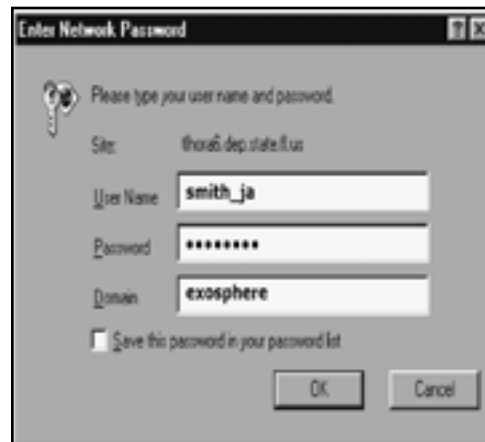 Enter Network Password
Please type your user name and password.
Site: thora6.dep.state.fl.us
User Name smith_ja
Password ••••••••
Domain exosphere
Save this password in your password list
OK Cancel